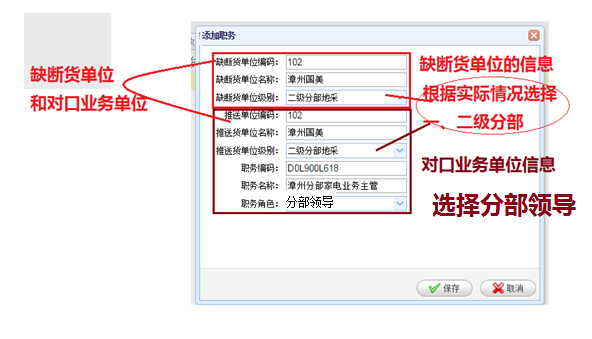 添加职务
缺断货单位编码: 102
缺断货单位名称: 漳州国美
缺断货单位级别: 二级分部地采
推送单位编码: 102
推送货单位名称: 漳州国美
推送货单位级别: 二级分部地采
职务编码: D0L900L618
职务名称: 漳州分部家电业务主管
职务角色: 分部领导
保存 取消
缺断货单位
和对口业务单位
缺断货单位的信息
根据实际情况选择
一、二级分部
对口业务单位信息
选择分部领导